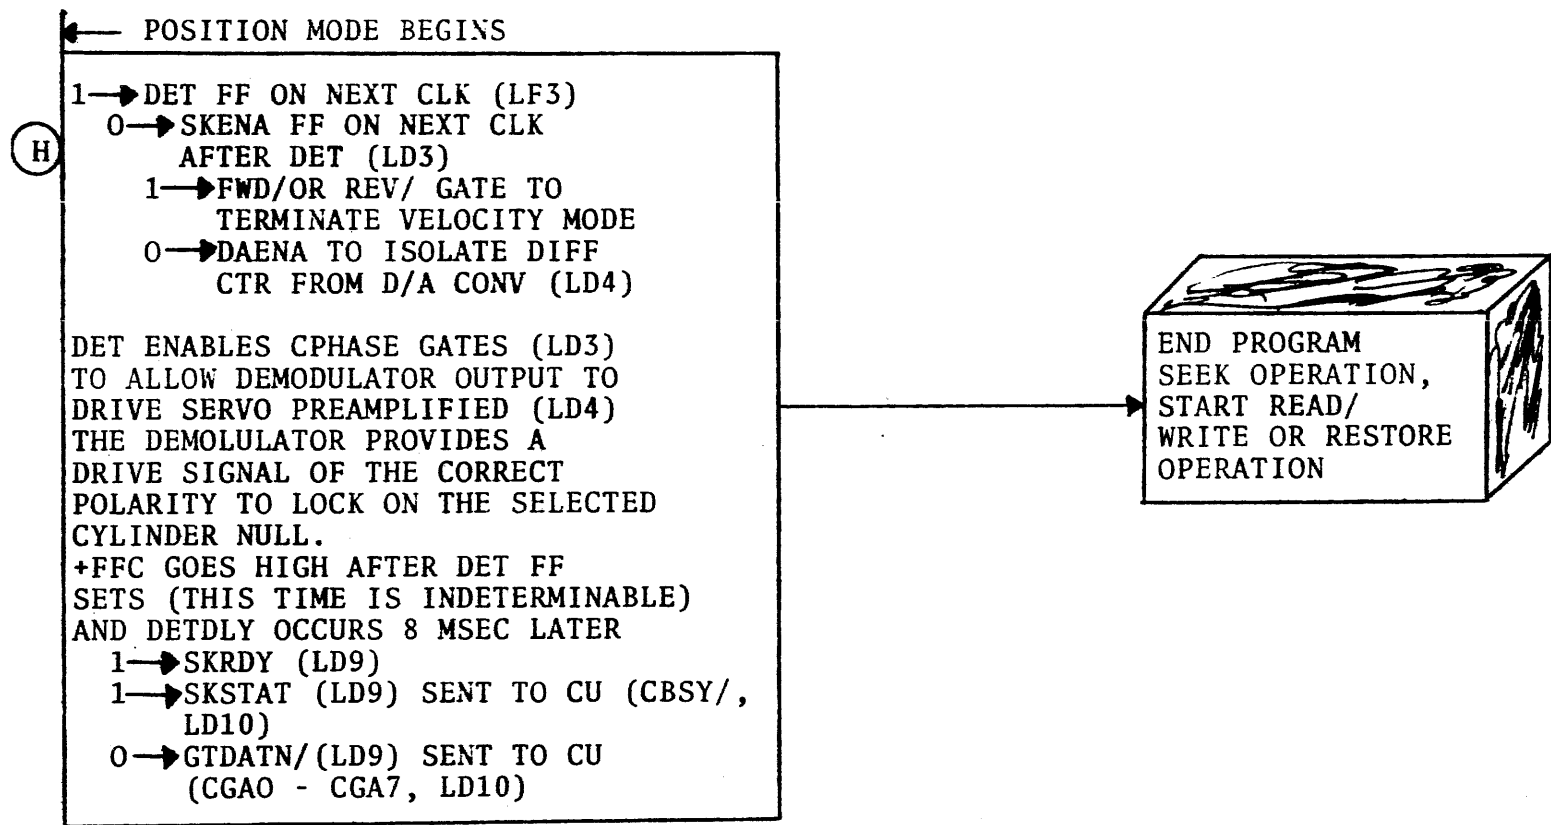 POSITION MODE BEGINS
1→DET FF ON NEXT CLK (LF3)
0→SKENA FF ON NEXT CLK
AFTER DET (LD3)
H
1→FWD/OR REV/ GATE TO
TERMINATE VELOCITY MODE
0→DAENA TO ISOLATE DIFF
CTR FROM D/A CONV (LD4)
DET ENABLES CPHASE GATES (LD3)
TO ALLOW DEMODULATOR OUTPUT TO
DRIVE SERVO PREAMPLIFIED (LD4)
THE DEMOLULATOR PROVIDES A
DRIVE SIGNAL OF THE CORRECT
POLARITY TO LOCK ON THE SELECTED
CYLINDER NULL.
+FFC GOES HIGH AFTER DET FF
SETS (THIS TIME IS INDETERMINABLE)
AND DETDLY OCCURS 8 MSEC LATER
1→SKRDY (LD9)
1→SKSTAT (LD9) SENT TO CU (CBSY/,
LD10)
0→GTDATN/(LD9) SENT TO CU
(CGAO - CGA7, LD10)
END PROGRAM
SEEK OPERATION,
START READ/
WRITE OR RESTORE
OPERATION